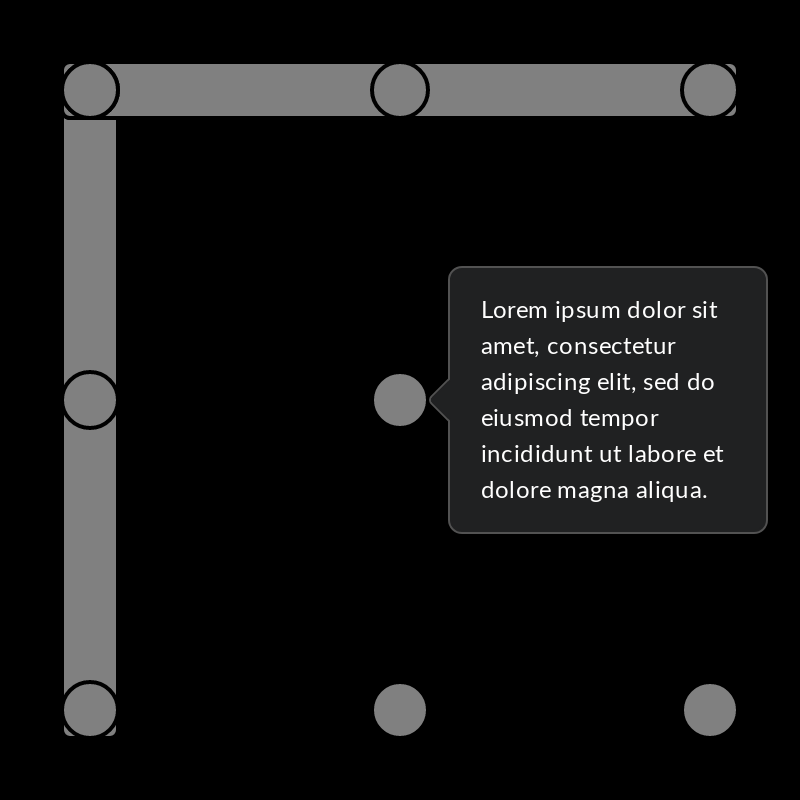 Lorem ipsum dolor sit
amet, consectetur
adipiscing elit, sed do
eiusmod tempor
incididunt ut labore et
dolore magna aliqua.